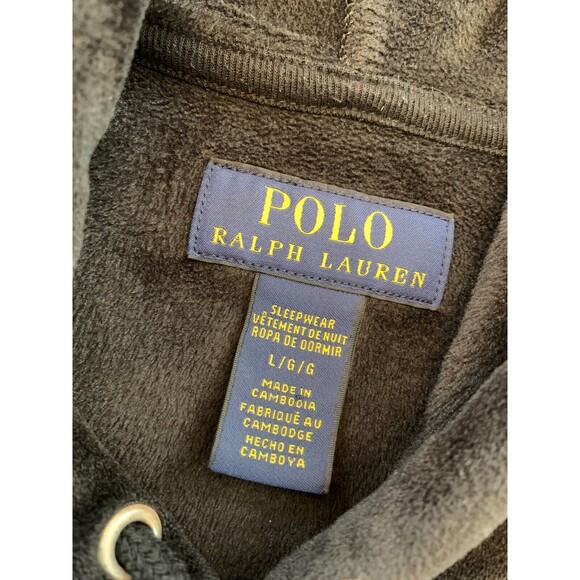 POLO
RALPH LAUREN
SLEEPWEAR
VÊTEMENT DE NUIT
ROPA DE DORMIR
L/G/G
MADE IN
CAMBODIA
FABRIQUÉ AU
CAMBODGE
HECHO EN
CAMBOYA